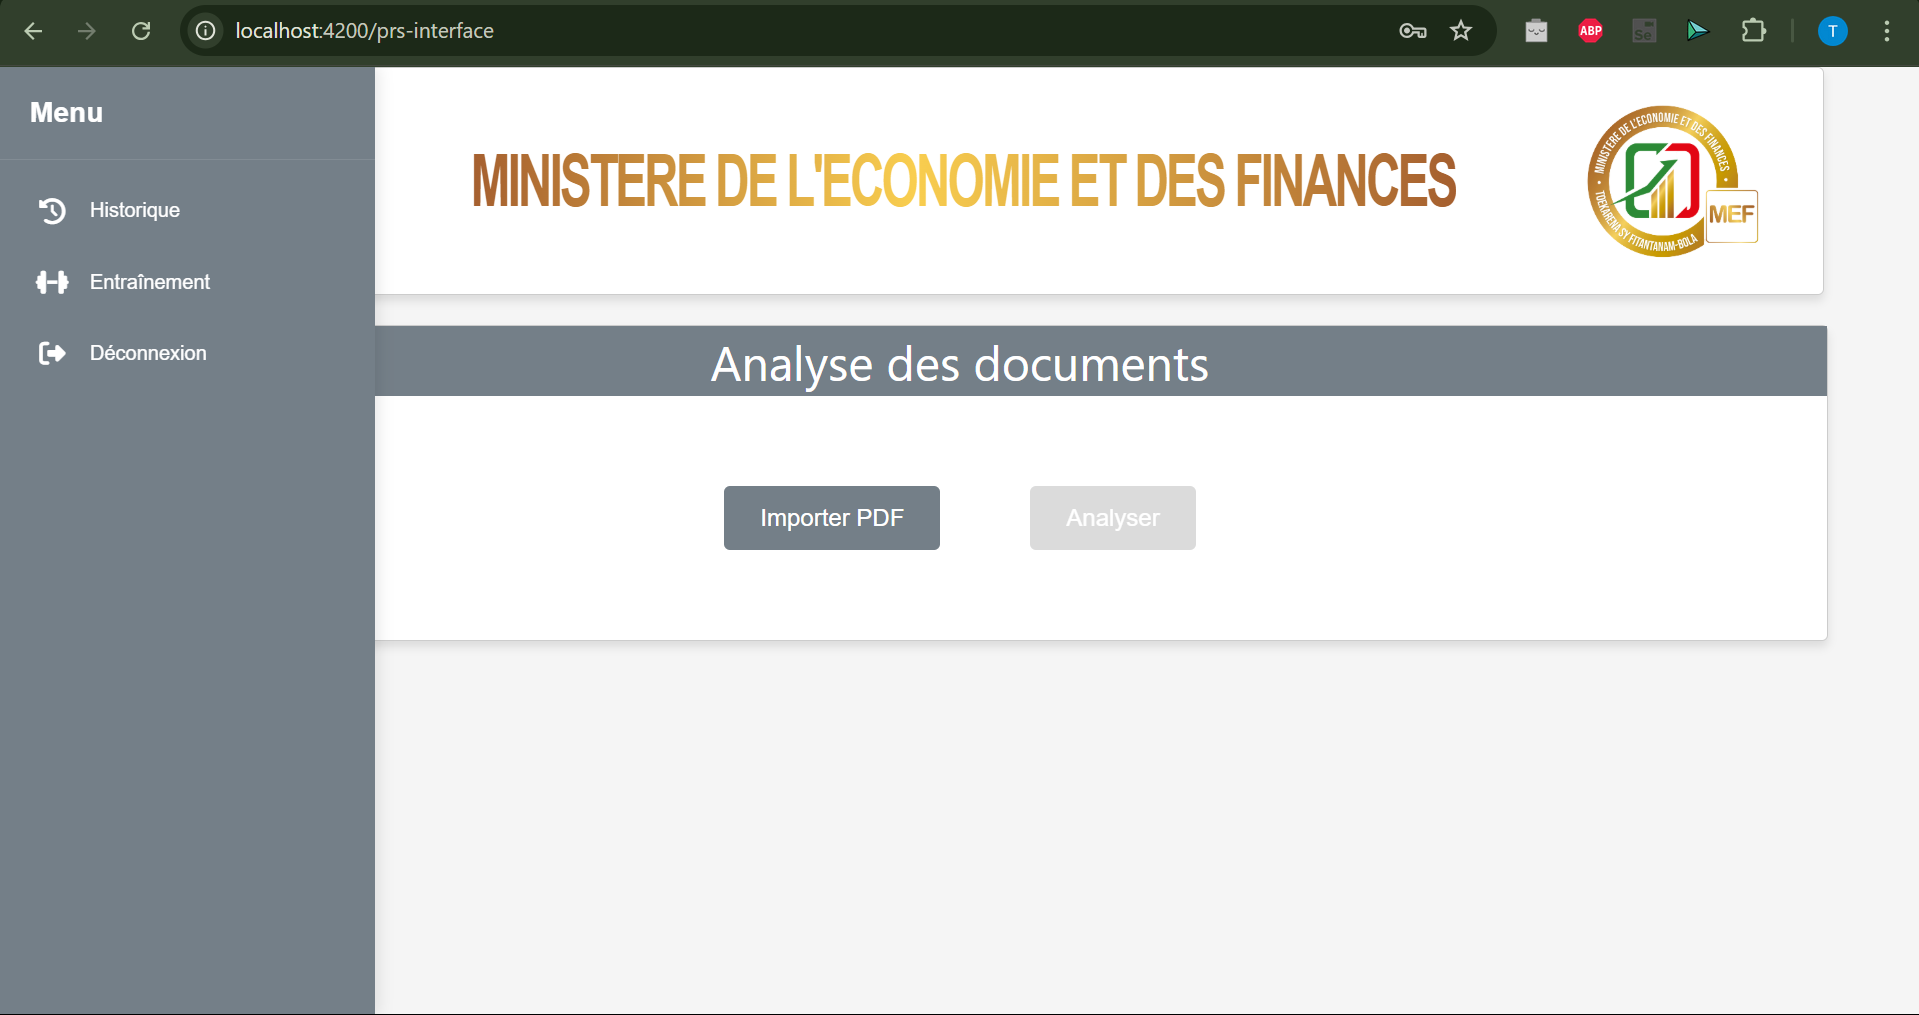 localhost:4200/prs-interface
ABP
Se
T
Menu
Historique
Entraînement
Déconnexion
MINISTERE DE L'ECONOMIE ET DES FINANCES
MINISTERE DE L'ECONOMIE ET DES FINANCES
TOEKARENA SY FITANTANAM-BOLA
MEF
Analyse des documents
Importer PDF
Analyser